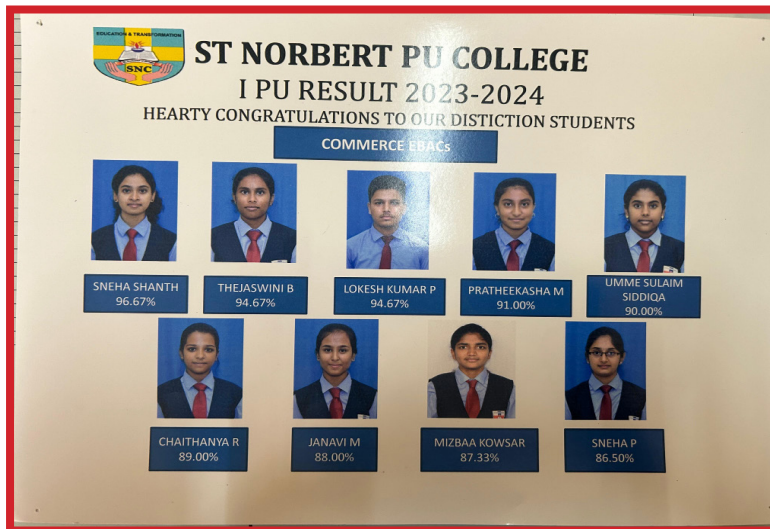 EDUCATION & TRANSFORMATION
SNC
ST NORBERT PU COLLEGE
I PU RESULT 2023-2024
HEARTY CONGRATULATIONS TO OUR DISTICTION STUDENTS
COMMERCE EBACs
SNEHA SHANTH
96.67%
THEJASWINI B
94.67%
LOKESH KUMAR P
94.67%
PRATHEEKASHA M
91.00%
UMME SULAIM
SIDDIQA
90.00%
CHAITHANYA R
89.00%
JANAVI M
88.00%
MIZBAA KOWSAR
87.33%
SNEHA P
86.50%